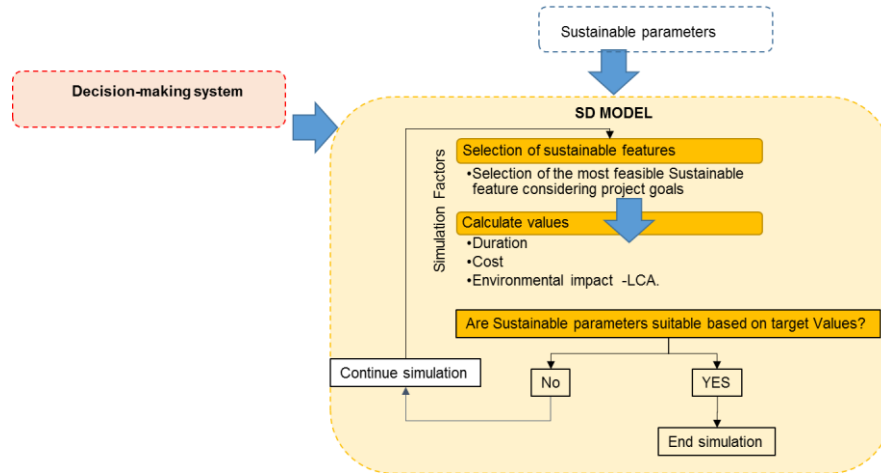 Sustainable parameters
Decision-making system
SD MODEL
Simulation Factors
Selection of sustainable features
•Selection of the most feasible Sustainable
feature considering project goals
Calculate values
•Duration
•Cost
•Environmental impact -LCA.
Are Sustainable parameters suitable based on target Values?
Continue simulation
No
YES
End simulation